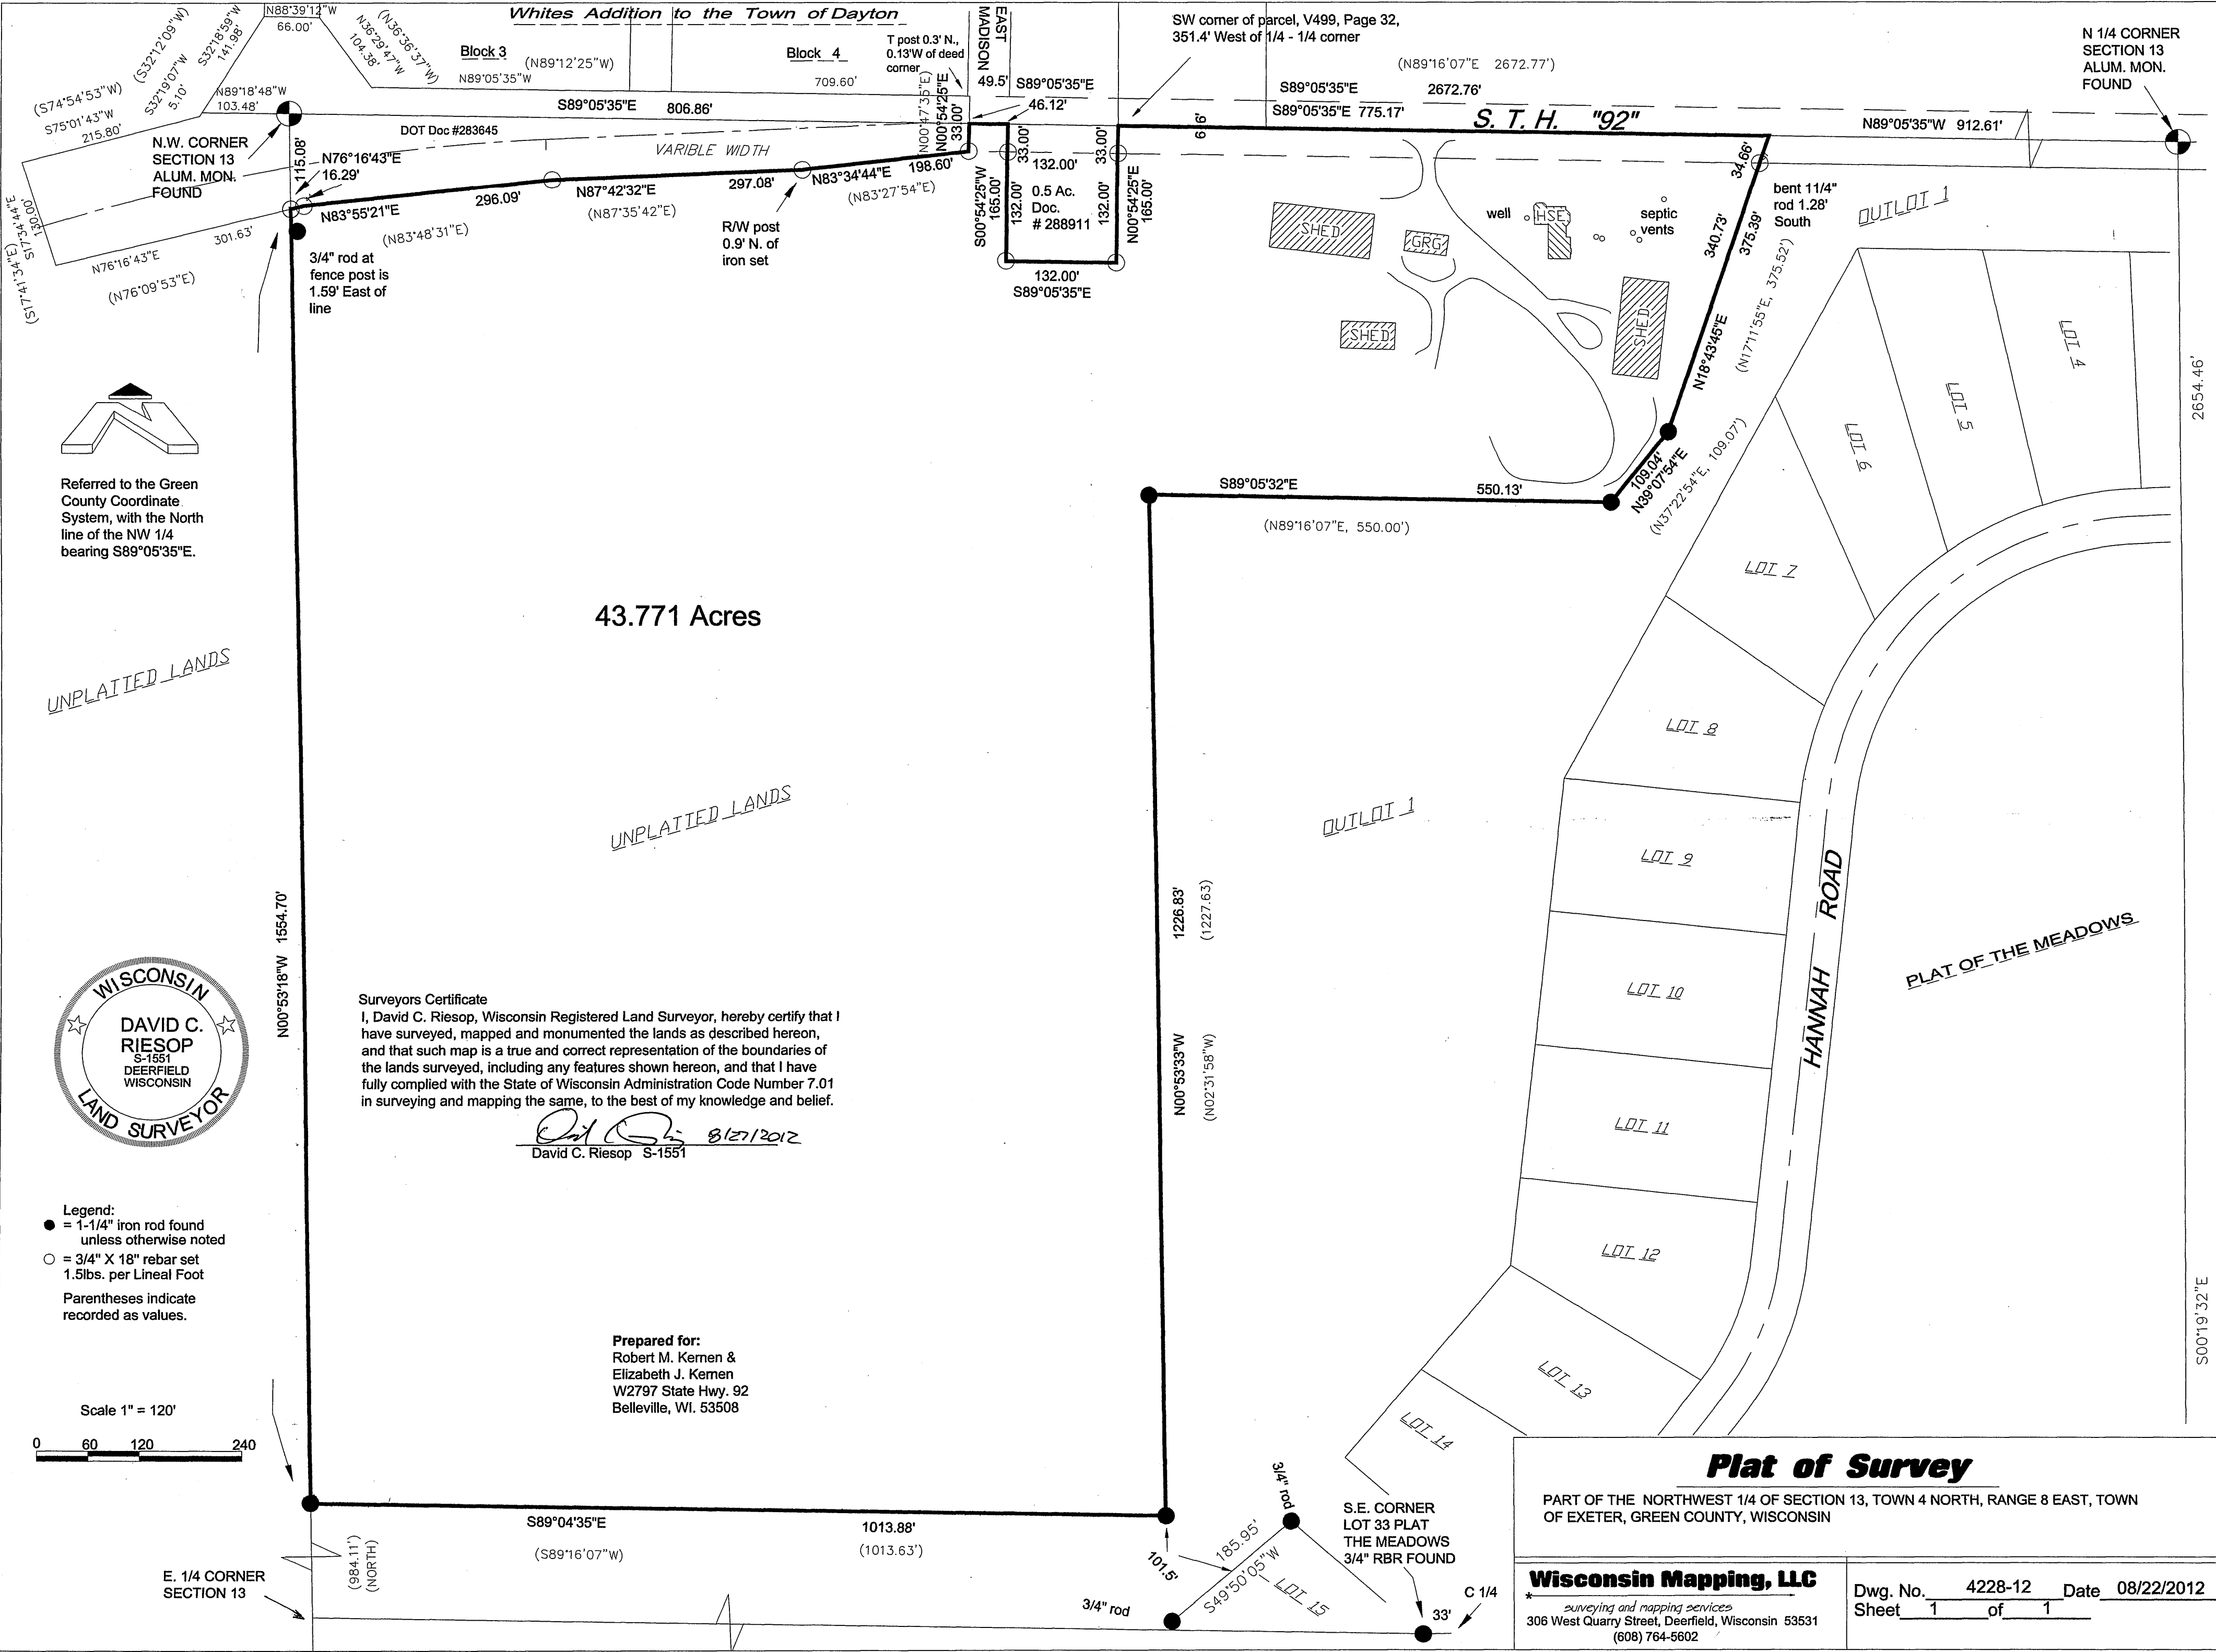 Whites Addition to the Town of Dayton
N88°39'12"W
66.00'
(N36°36'37"W)
N36°29'47"W
104.38'
(S32°12'09"W)
S32°18'59"W
141.98'
S32°19'07"W
5.10'
(S74°54'53"W)
S75°01'43"W
215.80'
N89°18'48"W
103.48'
Block 3
(N89°12'25"W)
N89°05'35"W
Block 4
709.60'
T post 0.3' N.,
0.13'W of deed
corner
EAST
MADISON
49.5'
S89°05'35"E
46.12'
SW corner of parcel, V499, Page 32,
351.4' West of 1/4 - 1/4 corner
(N89°16'07"E 2672.77')
S89°05'35"E 2672.76'
S89°05'35"E 775.17'
S. T. H. "92"
N89°05'35"W 912.61'
N 1/4 CORNER
SECTION 13
ALUM. MON.
FOUND
S89°05'35"E 806.86'
DOT Doc #283645
VARIBLE WIDTH
(N00°47'35"E)
N00°54'25"E
33.00'
N.W. CORNER
SECTION 13
ALUM. MON.
FOUND
115.08'
N76°16'43"E
16.29'
N83°55'21"E
296.09'
(N83°48'31"E)
N87°42'32"E
297.08'
(N87°35'42"E)
N83°34'44"E
198.60'
(N83°27'54"E)
R/W post
0.9' N. of
iron set
(S17°41'34"E)
S17°34'44"E
130.00'
301.63'
N76°16'43"E
(N76°09'53"E)
3/4" rod at
fence post is
1.59' East of
line
S00°54'25"W
165.00'
33.00'
132.00'
33.00'
132.00'
0.5 Ac.
Doc.
# 288911
132.00'
N00°54'25"E
165.00'
132.00'
S89°05'35"E
SHED
GRG
SHED
well
HSE
septic
vents
SHED
34.66'
bent 11/4"
rod 1.28'
South
340.73'
375.39'
N18°43'45"E
(N17°11'55"E, 375.52')
109.04'
N39°07'54"E
(N37°22'54"E, 109.07')
S89°05'32"E 550.13'
(N89°16'07"E, 550.00')
OUTLOT 1
LOT 4
LOT 5
LOT 6
LOT 7
LOT 8
LOT 9
LOT 10
LOT 11
LOT 12
LOT 13
LOT 14
2654.46'
S00°19'32"E
Referred to the Green
County Coordinate
System, with the North
line of the NW 1/4
bearing S89°05'35"E.
43.771 Acres
UNPLATTED LANDS
UNPLATTED LANDS
OUTLOT 1
HANNAH ROAD
PLAT OF THE MEADOWS
N00°53'18"W 1554.70'
1226.83'
(1227.63)
N00°53'33"W
(N02°31'58"W)
WISCONSIN
DAVID C.
RIESOP
S-1551
DEERFIELD
WISCONSIN
LAND SURVEYOR
Surveyors Certificate
I, David C. Riesop, Wisconsin Registered Land Surveyor, hereby certify that I
have surveyed, mapped and monumented the lands as described hereon,
and that such map is a true and correct representation of the boundaries of
the lands surveyed, including any features shown hereon, and that I have
fully complied with the State of Wisconsin Administration Code Number 7.01
in surveying and mapping the same, to the best of my knowledge and belief.
8/27/2012
David C. Riesop S-1551
Legend:
= 1-1/4" iron rod found
unless otherwise noted
= 3/4" X 18" rebar set
1.5lbs. per Lineal Foot
Parentheses indicate
recorded as values.
Scale 1" = 120'
0 60 120 240
Prepared for:
Robert M. Kernen &
Elizabeth J. Kernen
W2797 State Hwy. 92
Belleville, WI. 53508
S89°04'35"E 1013.88'
(S89°16'07"W) (1013.63')
(984.11')
(NORTH)
E. 1/4 CORNER
SECTION 13
101.5'
3/4" rod
185.95'
S49°50'05"W
LOT 15
3/4" rod
S.E. CORNER
LOT 33 PLAT
THE MEADOWS
3/4" RBR FOUND
33'
C 1/4
Plat of Survey
PART OF THE NORTHWEST 1/4 OF SECTION 13, TOWN 4 NORTH, RANGE 8 EAST, TOWN
OF EXETER, GREEN COUNTY, WISCONSIN
Wisconsin Mapping, LLC
surveying and mapping services
306 West Quarry Street, Deerfield, Wisconsin 53531
(608) 764-5602
Dwg. No. 4228-12 Date 08/22/2012
Sheet 1 of 1